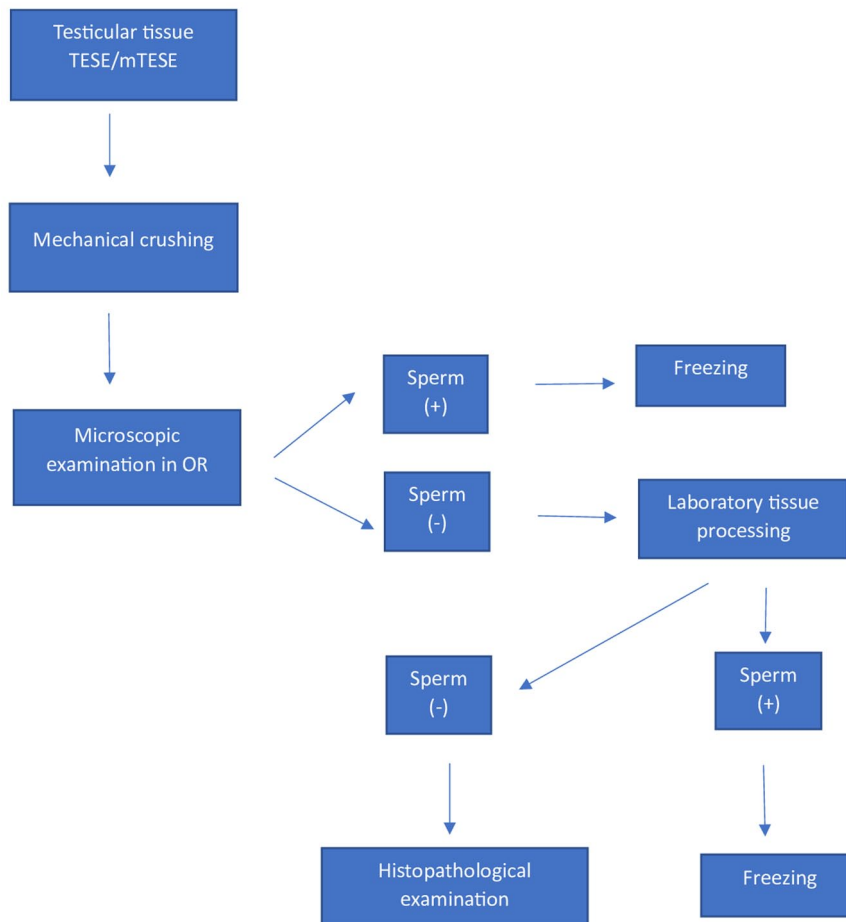 Testicular tissue
TESE/mTESE
Mechanical crushing
Microscopic
examination in OR
Sperm
(+)
Freezing
Sperm
(-)
Laboratory tissue
processing
Sperm
(-)
Sperm
(+)
Histopathological
examination
Freezing